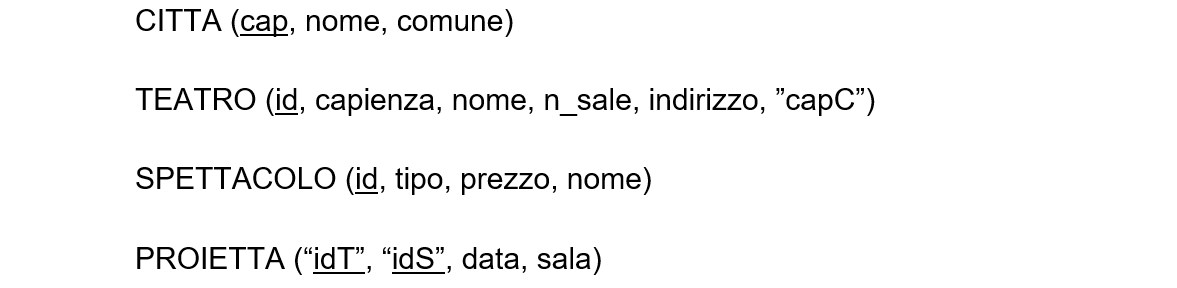 CITTA (cap, nome, comune)
TEATRO (id, capienza, nome, n_sale, indirizzo, ”capC”)
SPETTACOLO (id, tipo, prezzo, nome)
PROIETTA (“idT”, “idS”, data, sala)